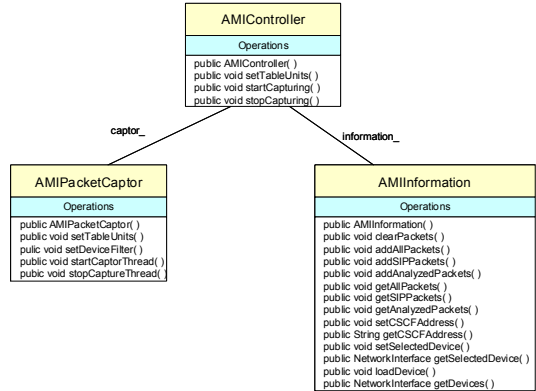 AMIController
Operations
public AMIController( )
public void setTableUnits( )
public void startCapturing( )
public void stopCapturing( )
captor_
information_
AMIPacketCaptor
Operations
public AMIPacketCaptor( )
public void setTableUnits( )
pulic void setDeviceFilter( )
public void startCaptorThread( )
pubic void stopCaptureThread( )
AMIInformation
Operations
public AMIInformation( )
public void clearPackets( )
public void addAllPackets( )
public void addSIPPackets( )
public void addAnalyzedPackets( )
public void getAllPackets( )
public void getSIPPackets( )
public void getAnalyzedPackets( )
public void setCSCFAddress( )
public String getCSCFAddress( )
public void setSelectedDevice( )
public NetworkInterface getSelectedDevice( )
public void loadDevice( )
public NetworkInterface getDevices( )